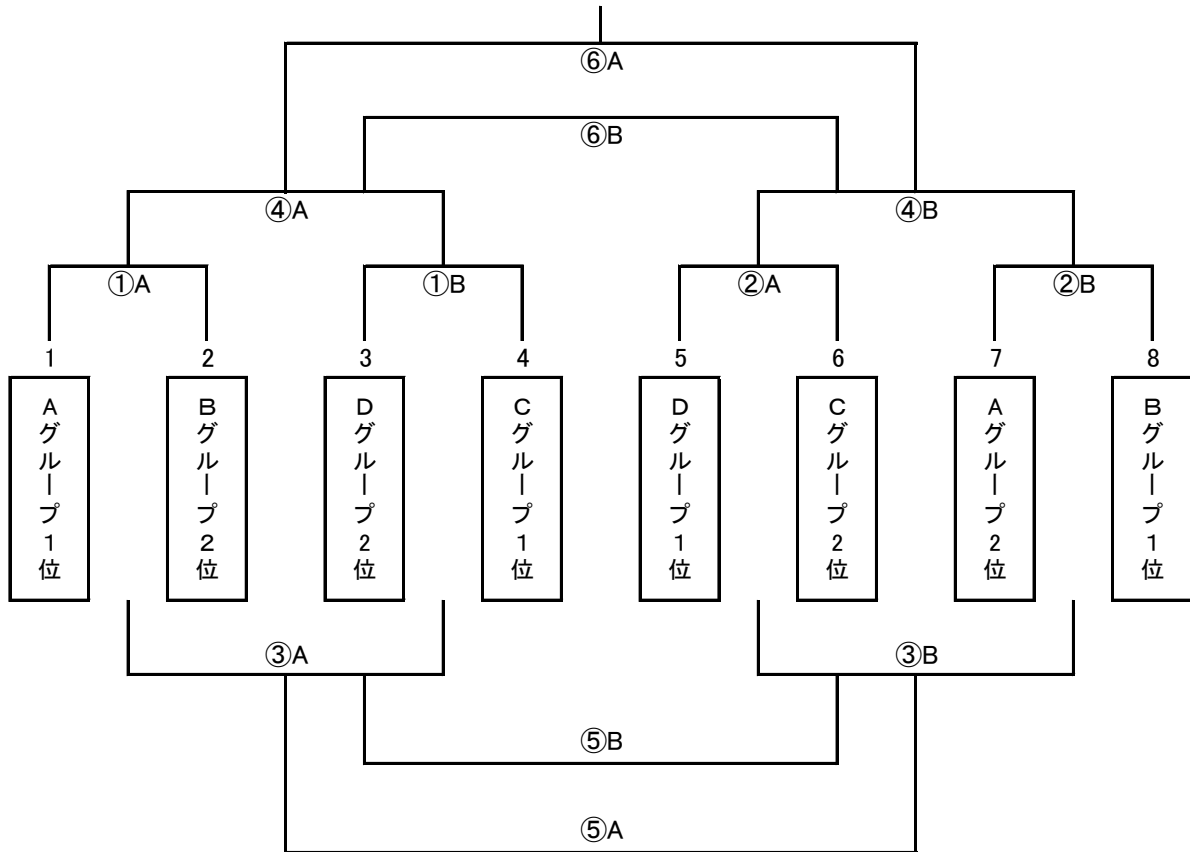 ⑥A
⑥B
④A
④B
①A
①B
②A
②B
1
2
3
4
5
6
7
8
Aグループ1位
Bグループ2位
Dグループ2位
Cグループ1位
Dグループ1位
Cグループ2位
Aグループ2位
Bグループ1位
③A
③B
⑤B
⑤A